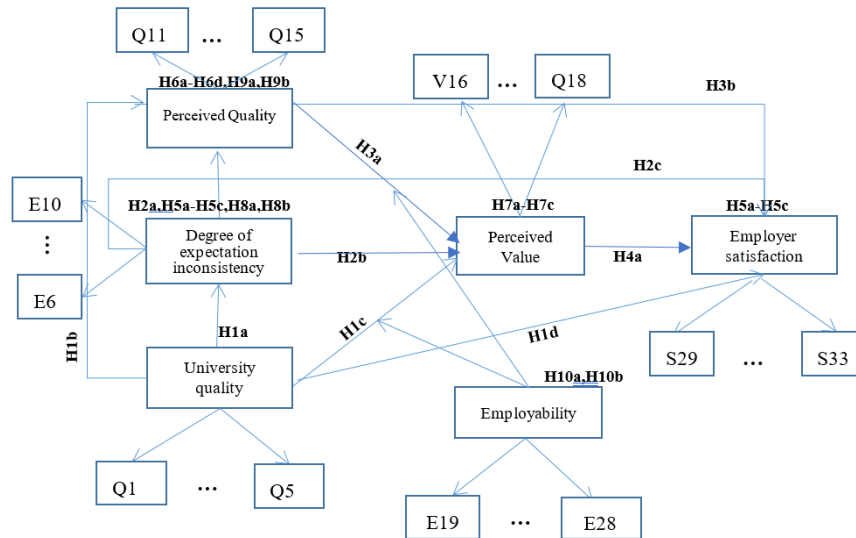 Q11
...
Q15
H6a-H6d,H9a,H9b
Perceived Quality
V16
...
Q18
H3b
H3a
H2c
E10
...
E6
H2a,H5a-H5c,H8a,H8b
Degree of
expectation
inconsistency
H2b
H7a-H7c
Perceived
Value
H4a
H5a-H5c
Employer
satisfaction
H1b
H1a
H1c
H1d
University
quality
H10a,H10b
Employability
S29
...
S33
Q1
...
Q5
E19
...
E28